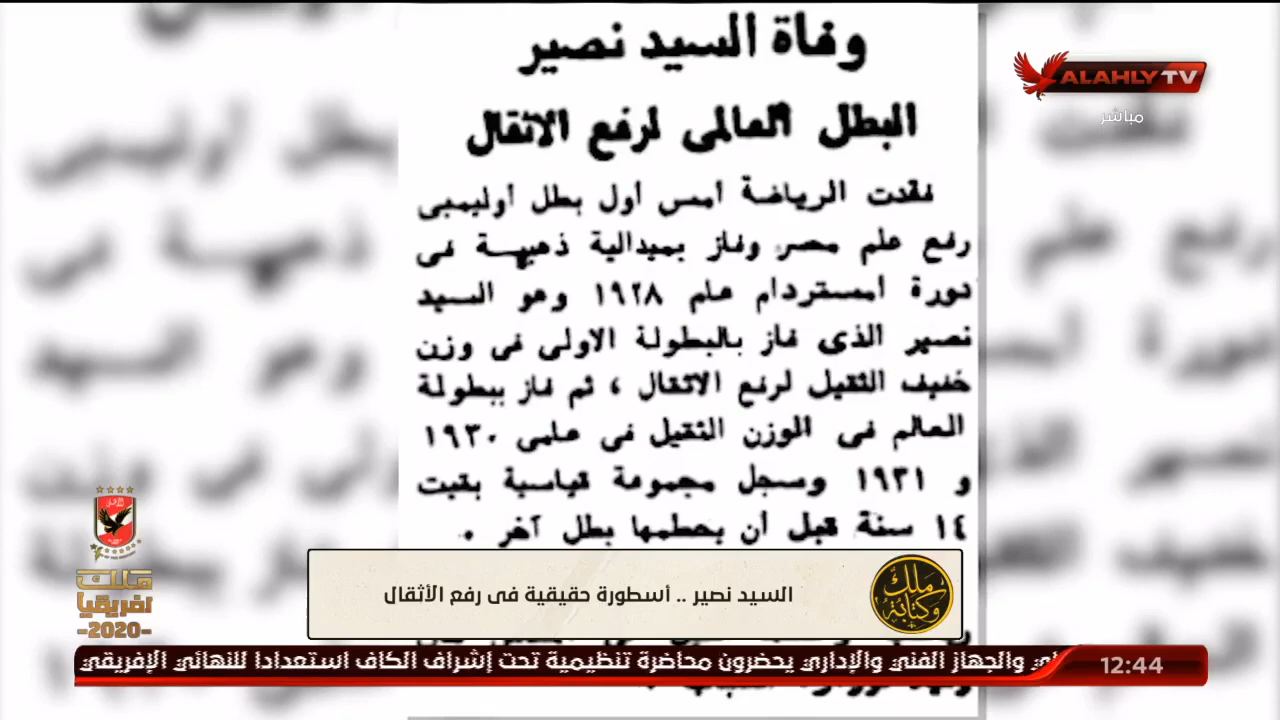 وفاة السيد نصير
البطل العالمى لرفع الاثقال
فقدت الرياضة أمس أول بطل أوليمبى
رفع علم مصر وفاز بميدالية ذهبية فى
دورة امستردام عام ١٩٢٨ وهو السيد
نصير الذى فاز بالبطولة الاولى فى وزن
خفيف الثقيل لرفع الاثقال ، ثم فاز ببطولة
العالم فى الوزن الثقيل فى عامى ١٩٣٠
و ١٩٣١ وسجل مجموعة قياسية بقيت
١٤ سنة قبل أن يحطمها بطل آخر .
ALAHLY TV
مباشر
السيد نصير .. أسطورة حقيقية فى رفع الأثقال
ملك وكتابة
ملك
إفريقيا
-2020-
والجهاز الفني والإداري يحضرون محاضرة تنظيمية تحت إشراف الكاف استعدادا للنهائي الإفريقي
12:44